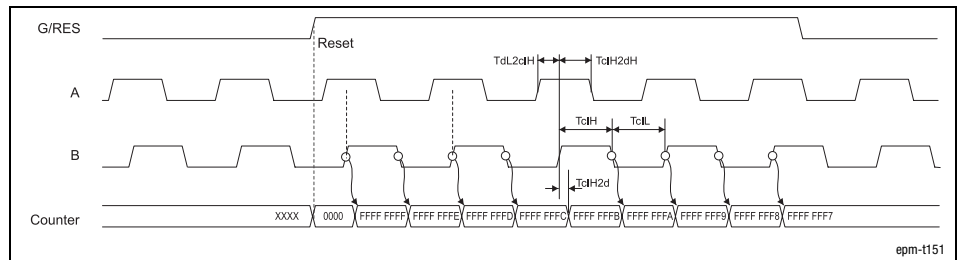 G/RES
Reset
TdL2clH
TclH2dH
A
TclH
TclL
B
TclH2d
Counter
XXXX 0000 FFFF FFFF FFFF FFFE FFFF FFFD FFFF FFFC FFFF FFFB FFFF FFFA FFFF FFF9 FFFF FFF8 FFFF FFF7
epm-t151